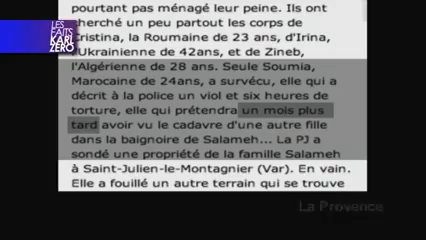 LES
FAITS
KARL
ZERO
pourtant pas ménagé leur peine. Ils ont
cherché un peu partout les corps de
Cristina, la Roumaine de 23 ans, d'Irina,
l'Ukrainienne de 42ans, et de Zineb,
l'Algérienne de 28 ans. Seule Soumia,
Marocaine de 24ans, a survécu, elle qui a
décrit à la police un viol et six heures de
torture, elle qui prétendra un mois plus
tard avoir vu le cadavre d'une autre fille
dans la baignoire de Salameh... La PJ a
sondé une propriété de la famille Salameh
à Saint-Julien-le-Montagnier (Var). En vain.
Elle a fouillé un autre terrain qui se trouve
La Provence